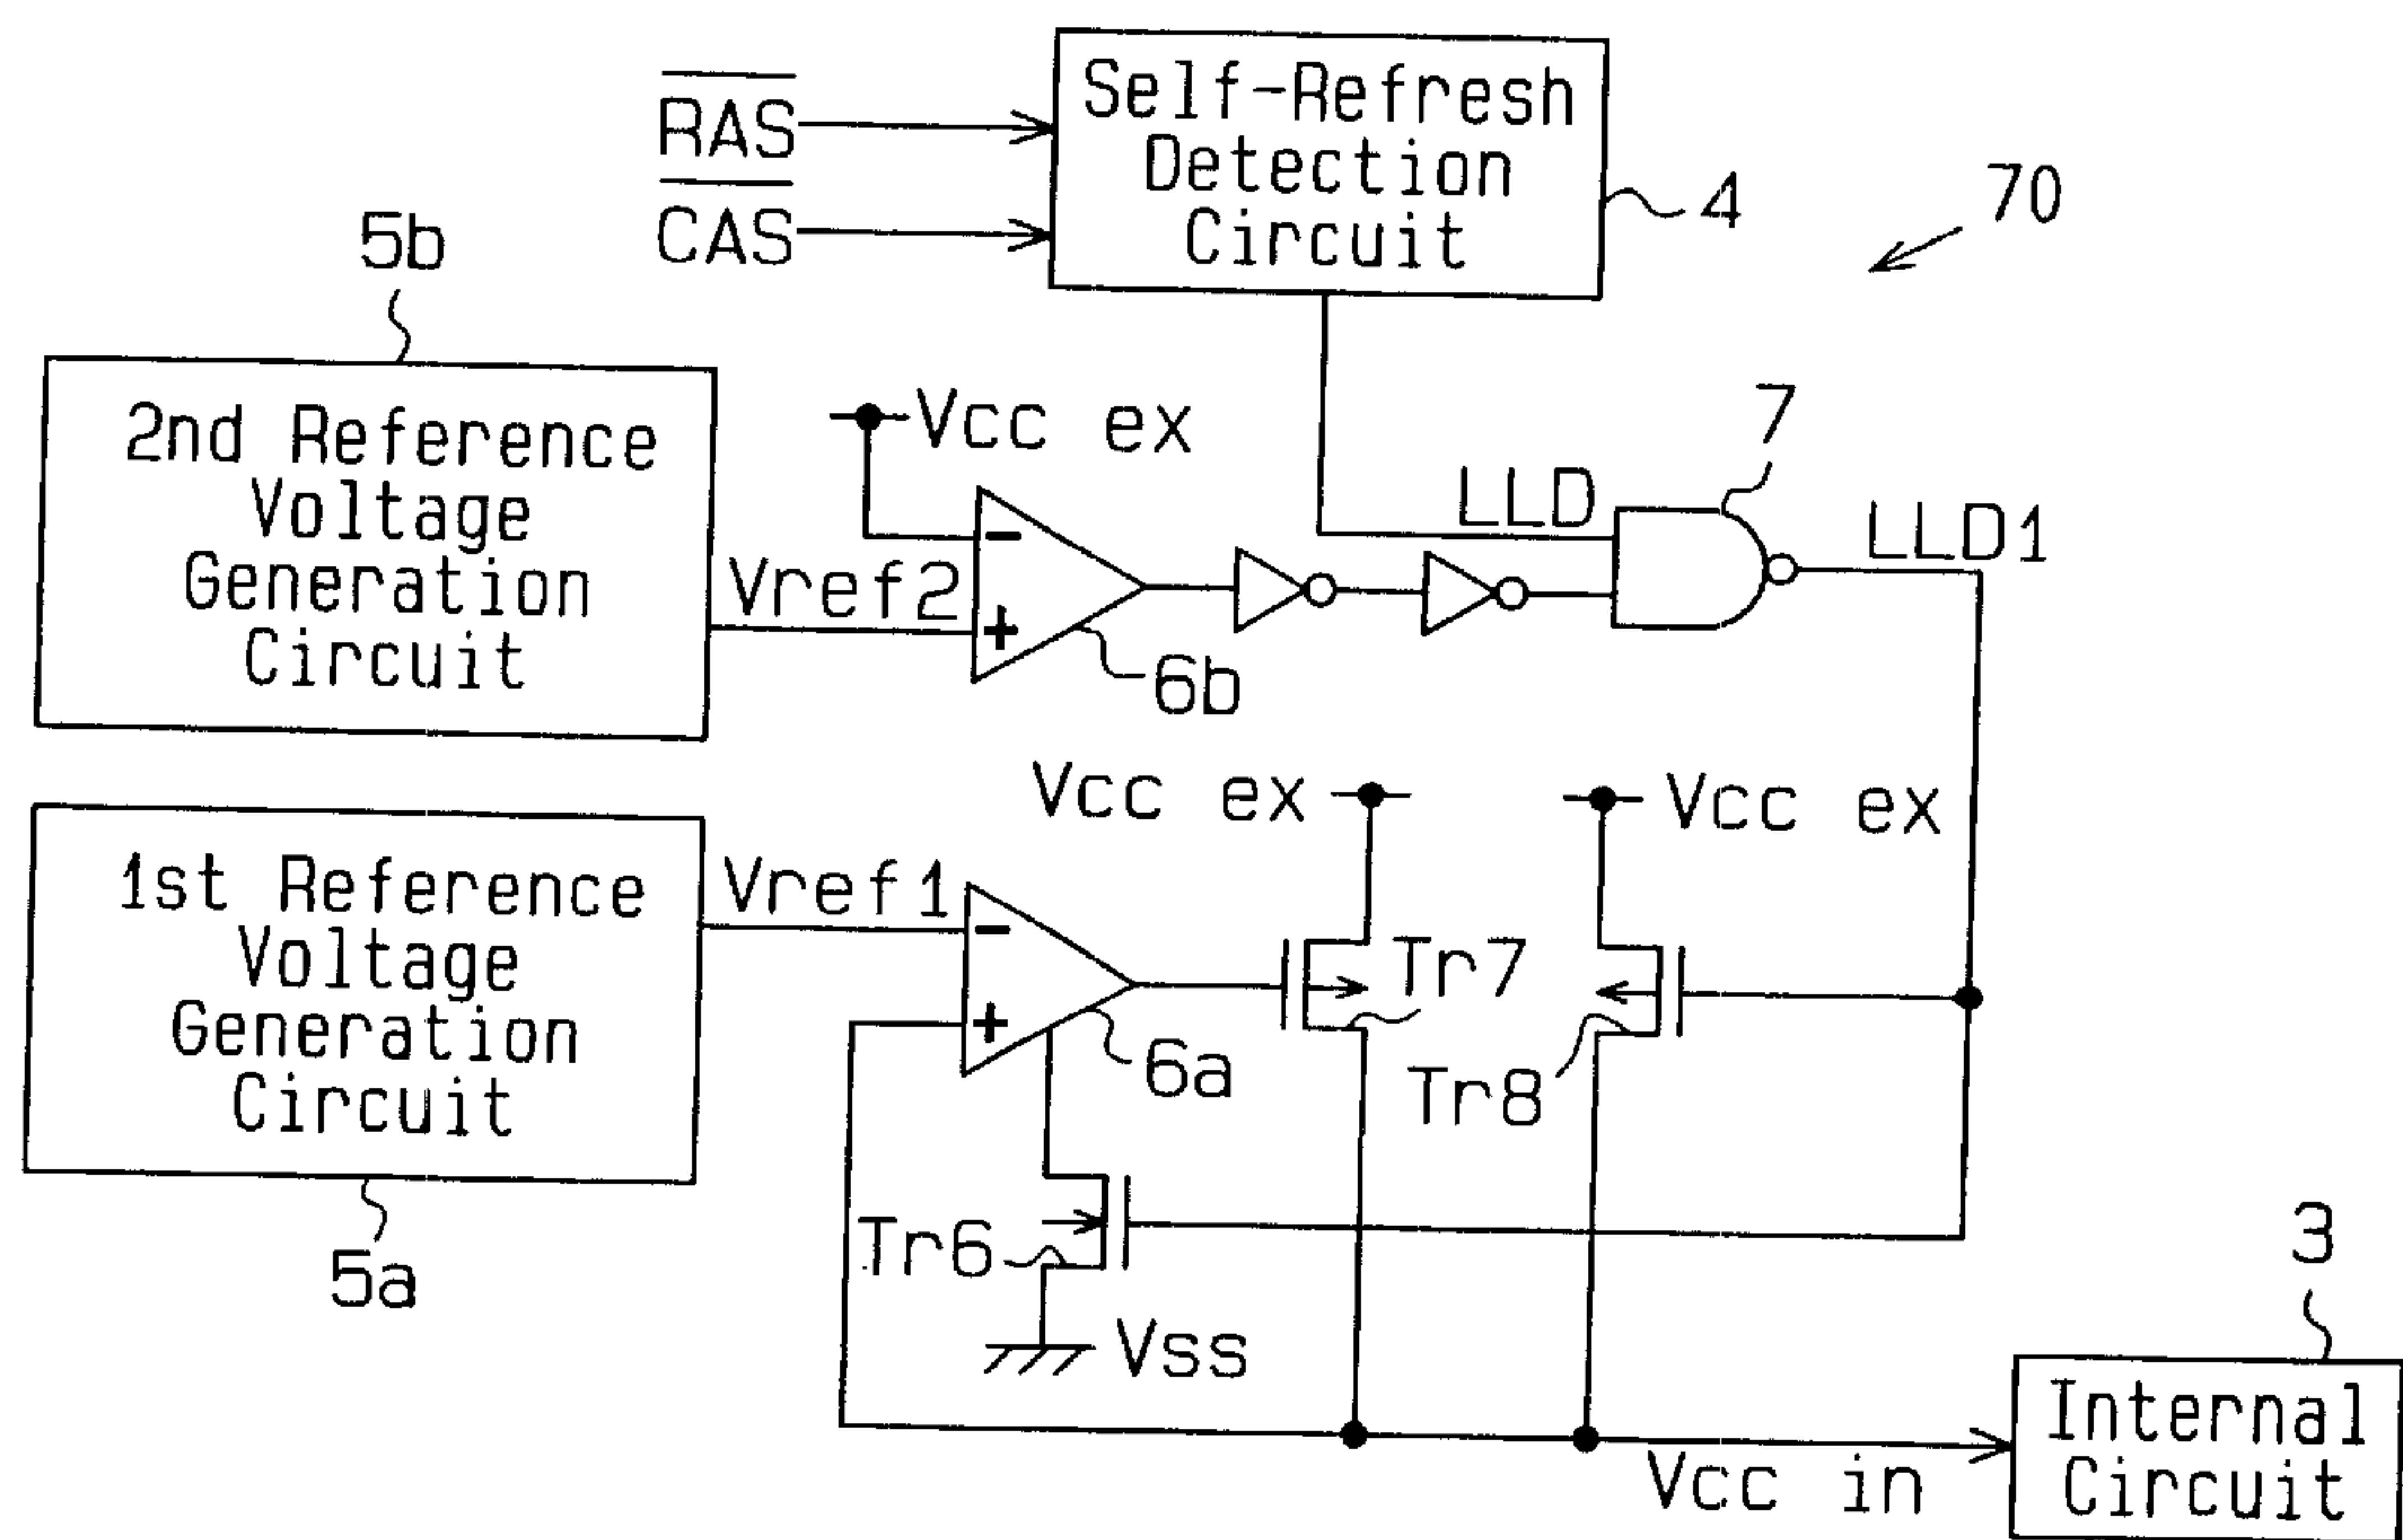 R̅A̅S̅
C̅A̅S̅
Self-Refresh
Detection
Circuit
4
70
5b
2nd Reference
Voltage
Generation
Circuit
Vcc ex
Vref2
-
+
6b
LLD
7
LLD1
1st Reference
Voltage
Generation
Circuit
5a
Vref1
-
+
6a
Vcc ex
Vcc ex
Tr7
Tr8
Tr6
Vss
Vcc in
3
Internal
Circuit